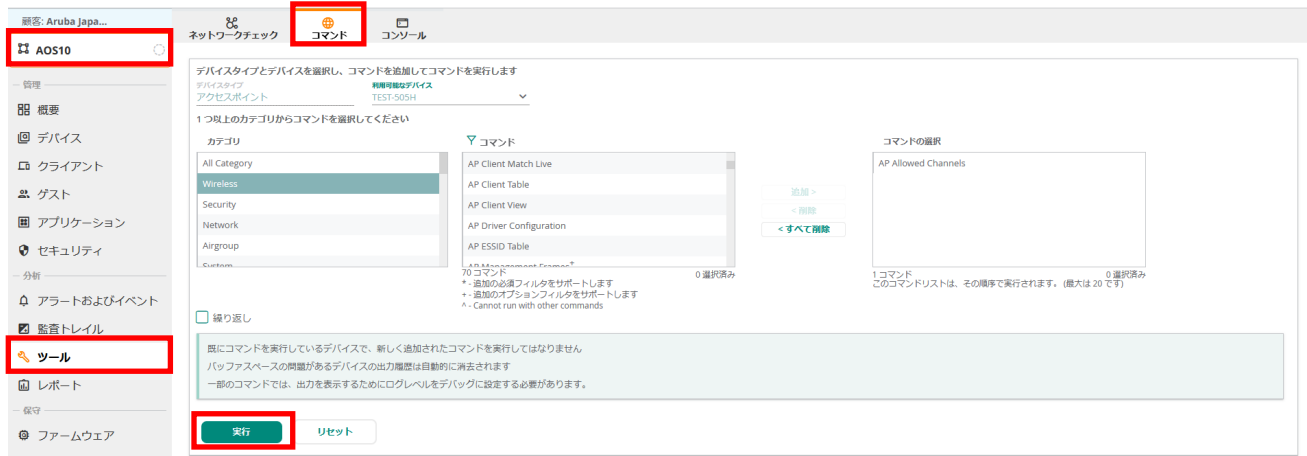 顧客: Aruba Japa...
AOS10
管理
概要
デバイス
クライアント
ゲスト
アプリケーション
セキュリティ
分析
アラートおよびイベント
監査トレイル
ツール
レポート
保守
ファームウェア
ネットワークチェック
コマンド
コンソール
デバイスタイプとデバイスを選択し、コマンドを追加してコマンドを実行します
デバイスタイプ
利用可能なデバイス
アクセスポイント
TEST-505H
1 つ以上のカテゴリからコマンドを選択してください
カテゴリ
All Category
Wireless
Security
Network
Airgroup
System
コマンド
AP Client Match Live
AP Client Table
AP Client View
AP Driver Configuration
AP ESSID Table
AP Management Frames+
70 コマンド
0 選択済み
* - 追加の必須フィルタをサポートします
+ - 追加のオプションフィルタをサポートします
^ - Cannot run with other commands
追加 >
< 削除
< すべて削除
コマンドの選択
AP Allowed Channels
1 コマンド
0 選択済み
このコマンドリストは、その順序で実行されます。 (最大は 20 です)
繰り返し
既にコマンドを実行しているデバイスで、新しく追加されたコマンドを実行してはなりません
バッファスペースの問題があるデバイスの出力履歴は自動的に消去されます
一部のコマンドでは、出力を表示するためにログレベルをデバッグに設定する必要があります。
実行
リセット